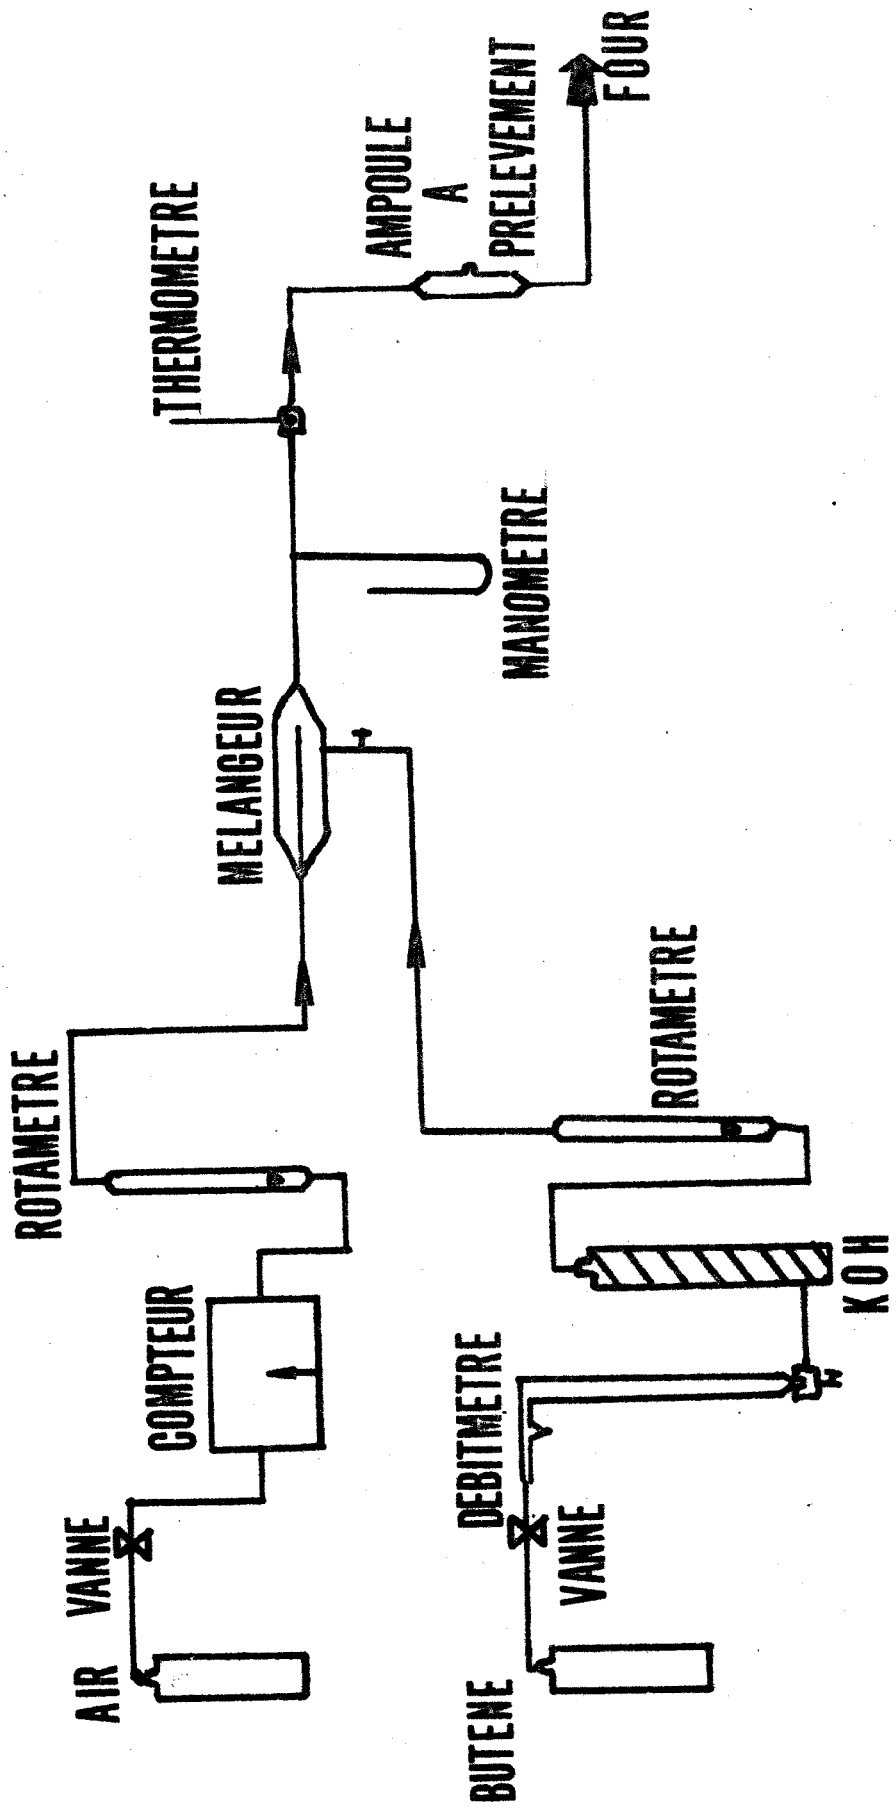 AIR
VANNE
COMPTEUR
ROTAMETRE
MELANGEUR
THERMOMETRE
MANOMETRE
AMPOULE
A
PRELEVEMENT
FOUR
BUTENE
VANNE
DEBITMETRE
KOH
ROTAMETRE